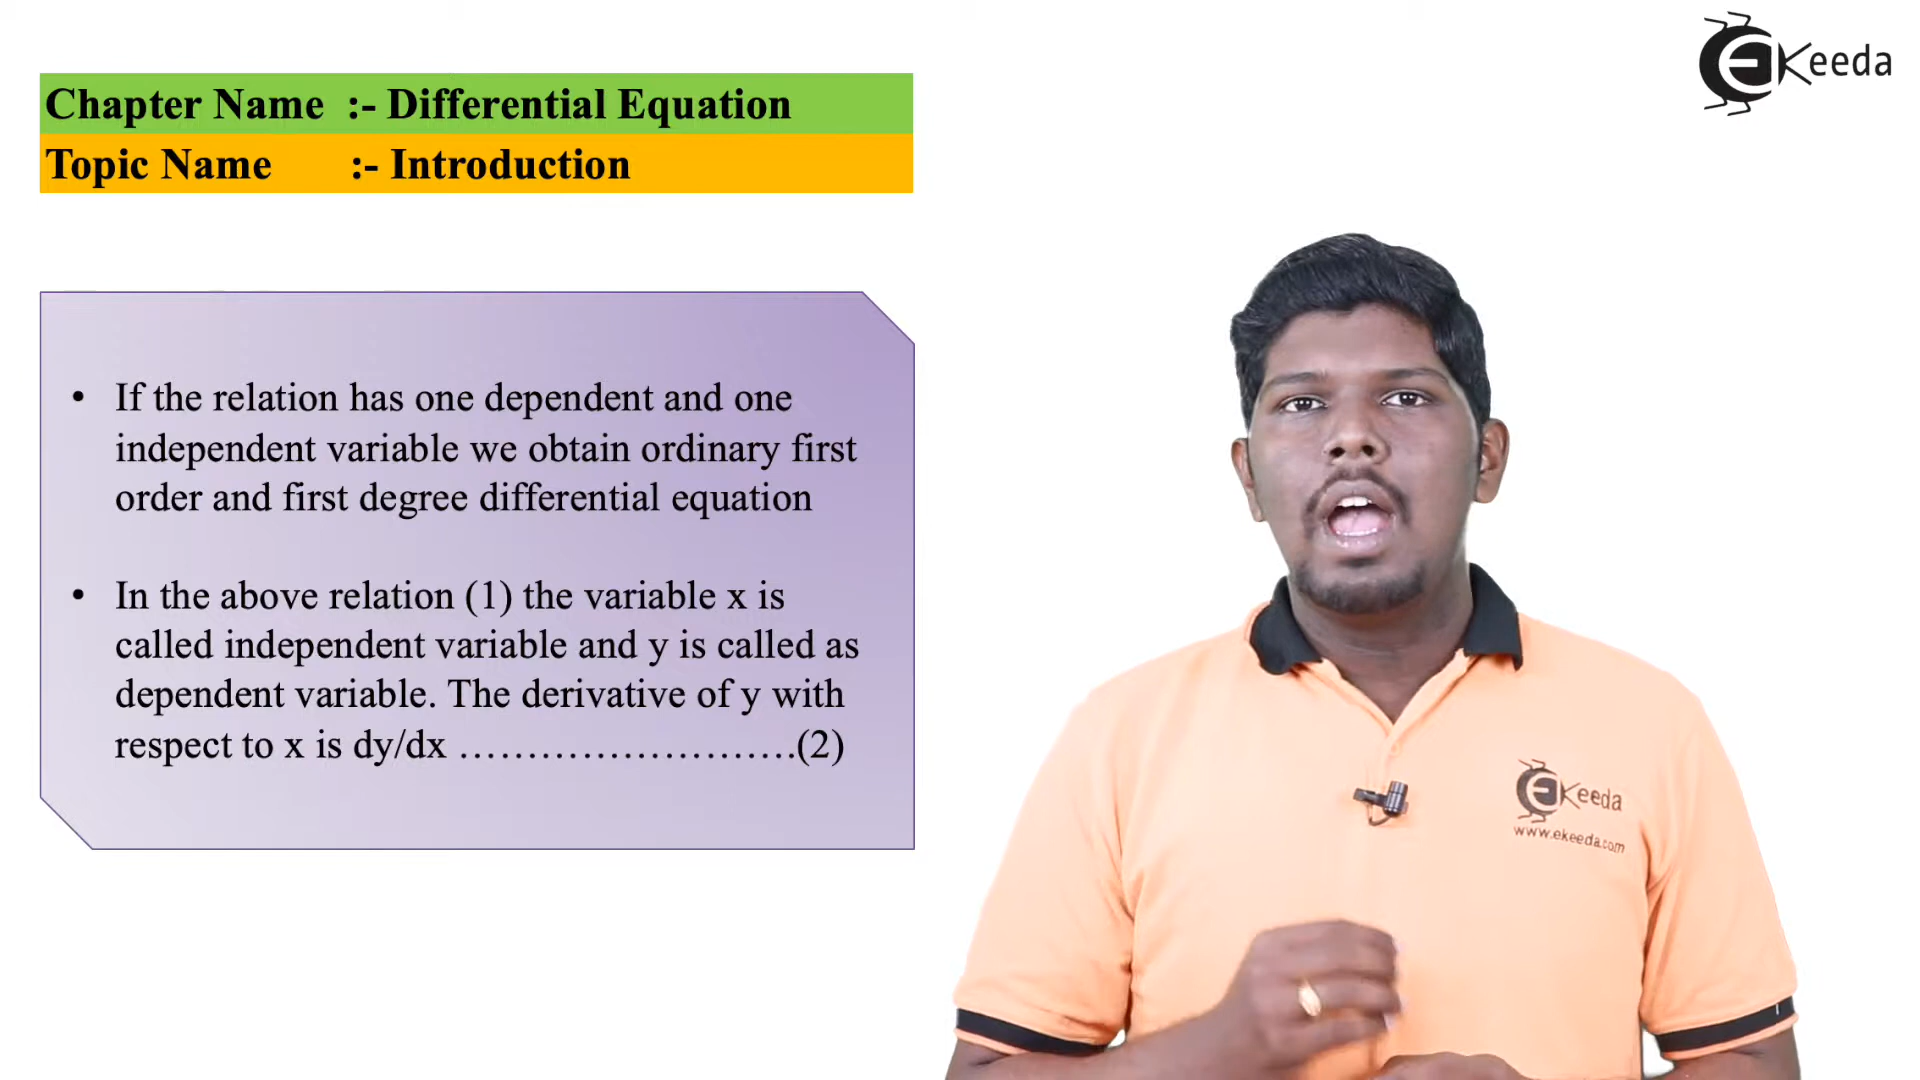 Keeda
Chapter Name :- Differential Equation
Topic Name :- Introduction
• If the relation has one dependent and one
independent variable we obtain ordinary first
order and first degree differential equation
• In the above relation (1) the variable x is
called independent variable and y is called as
dependent variable. The derivative of y with
respect to x is dy/dx ……………………….(2)
Keeda
www.ekeeda.com